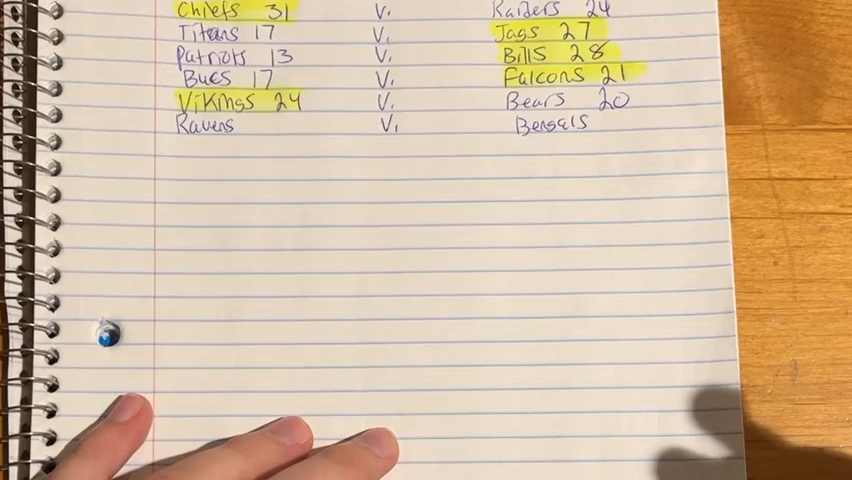 Chiefs 31 V. Raiders 24
Titans 17 V. Jags 27
Patriots 13 V. Bills 28
Bucs 17 V. Falcons 21
Vikings 24 V. Bears 20
Ravens V. Bengals